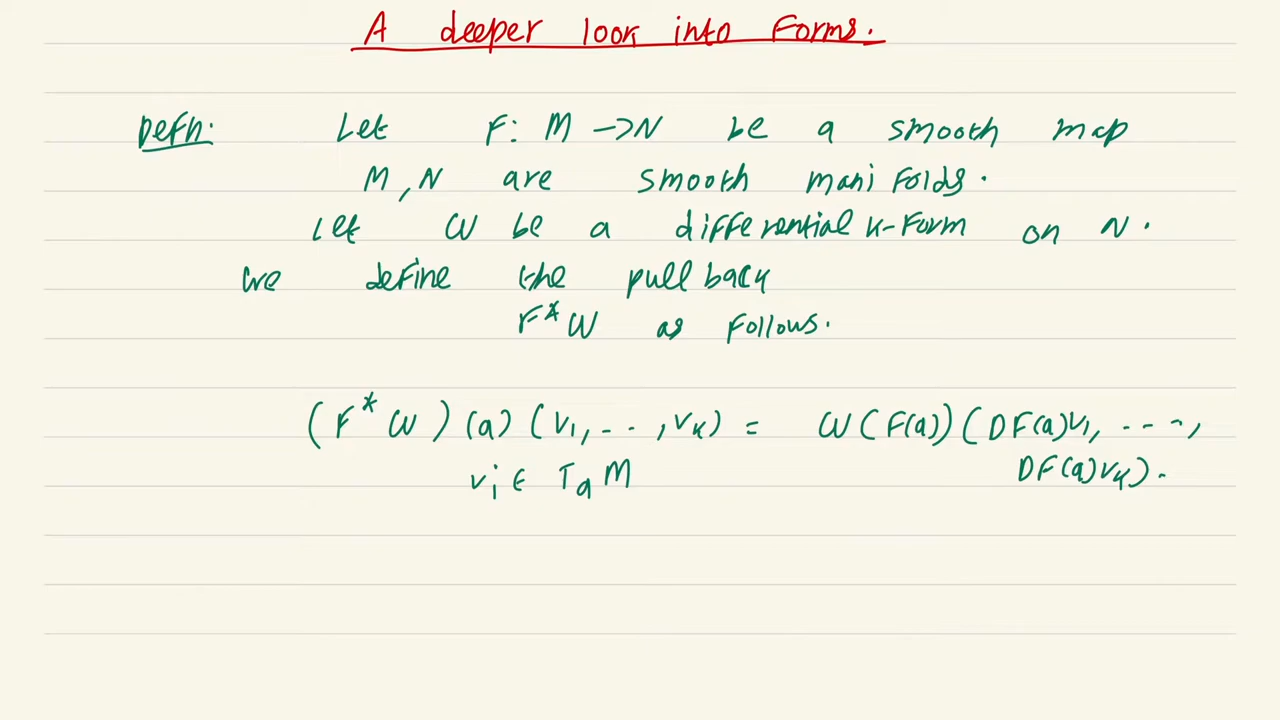 A deeper look into Forms.
Defn: Let F: M → N be a smooth map
M, N are smooth manifolds.
Let W be a differential k-form on N.
we define the pullback
F*W as follows.
(F*W)(a)(v₁, ..., vₖ) = W(F(a))(DF(a)v₁, ....,
vᵢ ∈ TₐM DF(a)vₖ).